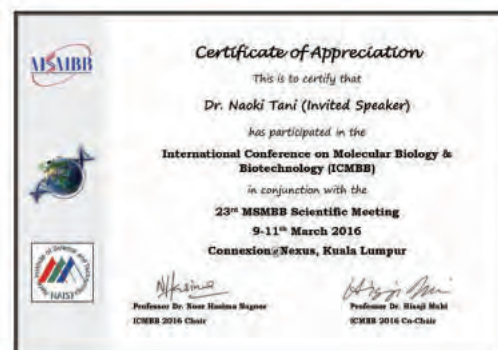 MSMBB
Certificate of Appreciation
This is to certify that
Dr. Naoki Tani (Invited Speaker)
has participated in the
International Conference on Molecular Biology &
Biotechnology (ICMBB)
in conjunction with the
23rd MSMBB Scientific Meeting
9-11th March 2016
Connexion@Nexus, Kuala Lumpur
Professor Dr. Noor Hasima Nagoor
ICMBB 2016 Chair
Professor Dr. Hisaji Maki
ICMBB 2016 Co-Chair
NAIST